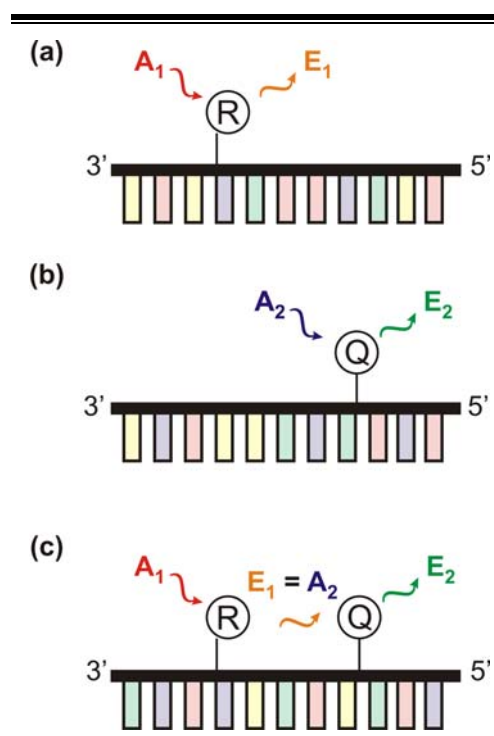 (a)
A₁ E₁
R
3’ 5’
(b)
A₂ E₂
Q
3’ 5’
(c)
A₁ E₁ = A₂ E₂
R Q
3’ 5’